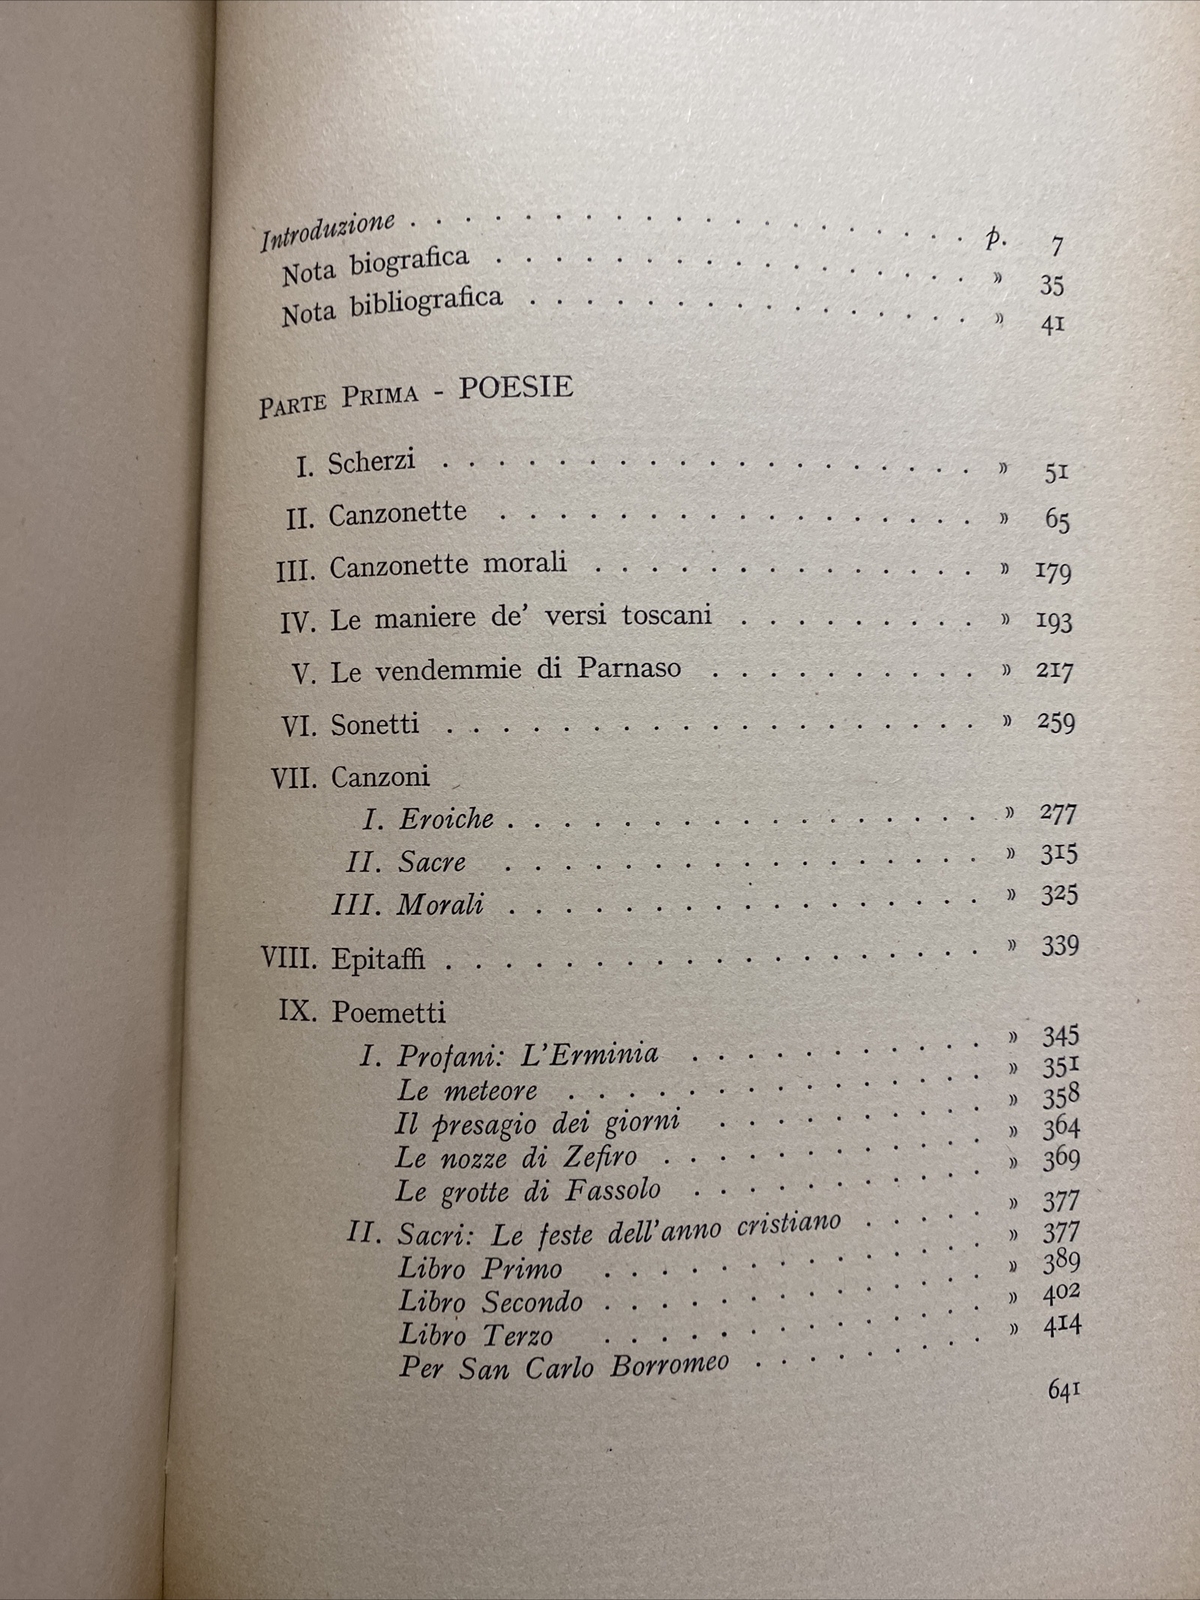 Introduzione . . . . . . . . . . . . . . . . . . . . p. 7
Nota biografica . . . . . . . . . . . . . . . . . » 35
Nota bibliografica . . . . . . . . . . . . . . . . » 41
Parte Prima - POESIE
I. Scherzi . . . . . . . . . . . . . . . . . . . » 51
II. Canzonette . . . . . . . . . . . . . . . . . » 65
III. Canzonette morali . . . . . . . . . . . . . . » 179
IV. Le maniere de' versi toscani . . . . . . . . . » 193
V. Le vendemmie di Parnaso . . . . . . . . . . » 217
VI. Sonetti . . . . . . . . . . . . . . . . . . . » 259
VII. Canzoni
I. Eroiche . . . . . . . . . . . . . . . . . » 277
II. Sacre . . . . . . . . . . . . . . . . . » 315
III. Morali . . . . . . . . . . . . . . . . . » 325
VIII. Epitaffi . . . . . . . . . . . . . . . . . . . » 339
IX. Poemetti
I. Profani: L'Erminia . . . . . . . . . . . » 345
Le meteore . . . . . . . . . . . . . . . » 351
Il presagio dei giorni . . . . . . . . . . » 358
Le nozze di Zefiro . . . . . . . . . . . . » 364
Le grotte di Fassolo . . . . . . . . . . . » 369
II. Sacri: Le feste dell'anno cristiano . . . . . » 377
Libro Primo . . . . . . . . . . . . . . » 377
Libro Secondo . . . . . . . . . . . . . . » 389
Libro Terzo . . . . . . . . . . . . . . » 402
Per San Carlo Borromeo . . . . . . . . . » 414
641